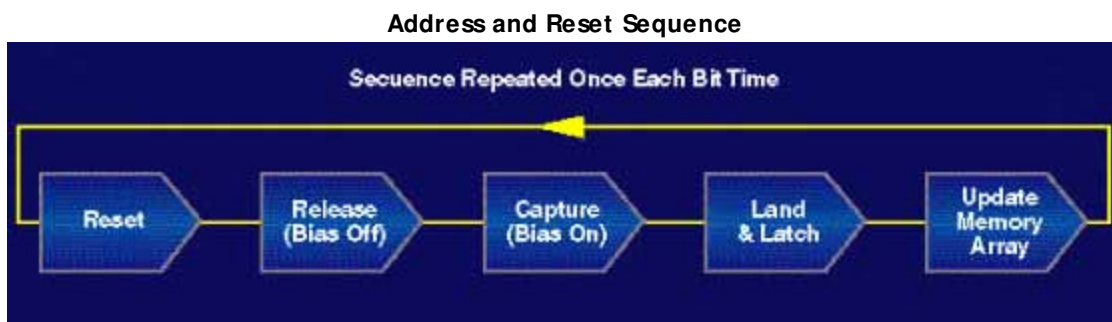 Address and Reset Sequence
Secuence Repeated Once Each Bit Time
Reset
Release
(Bias Off)
Capture
(Bias On)
Land
& Latch
Update
Memory
Array